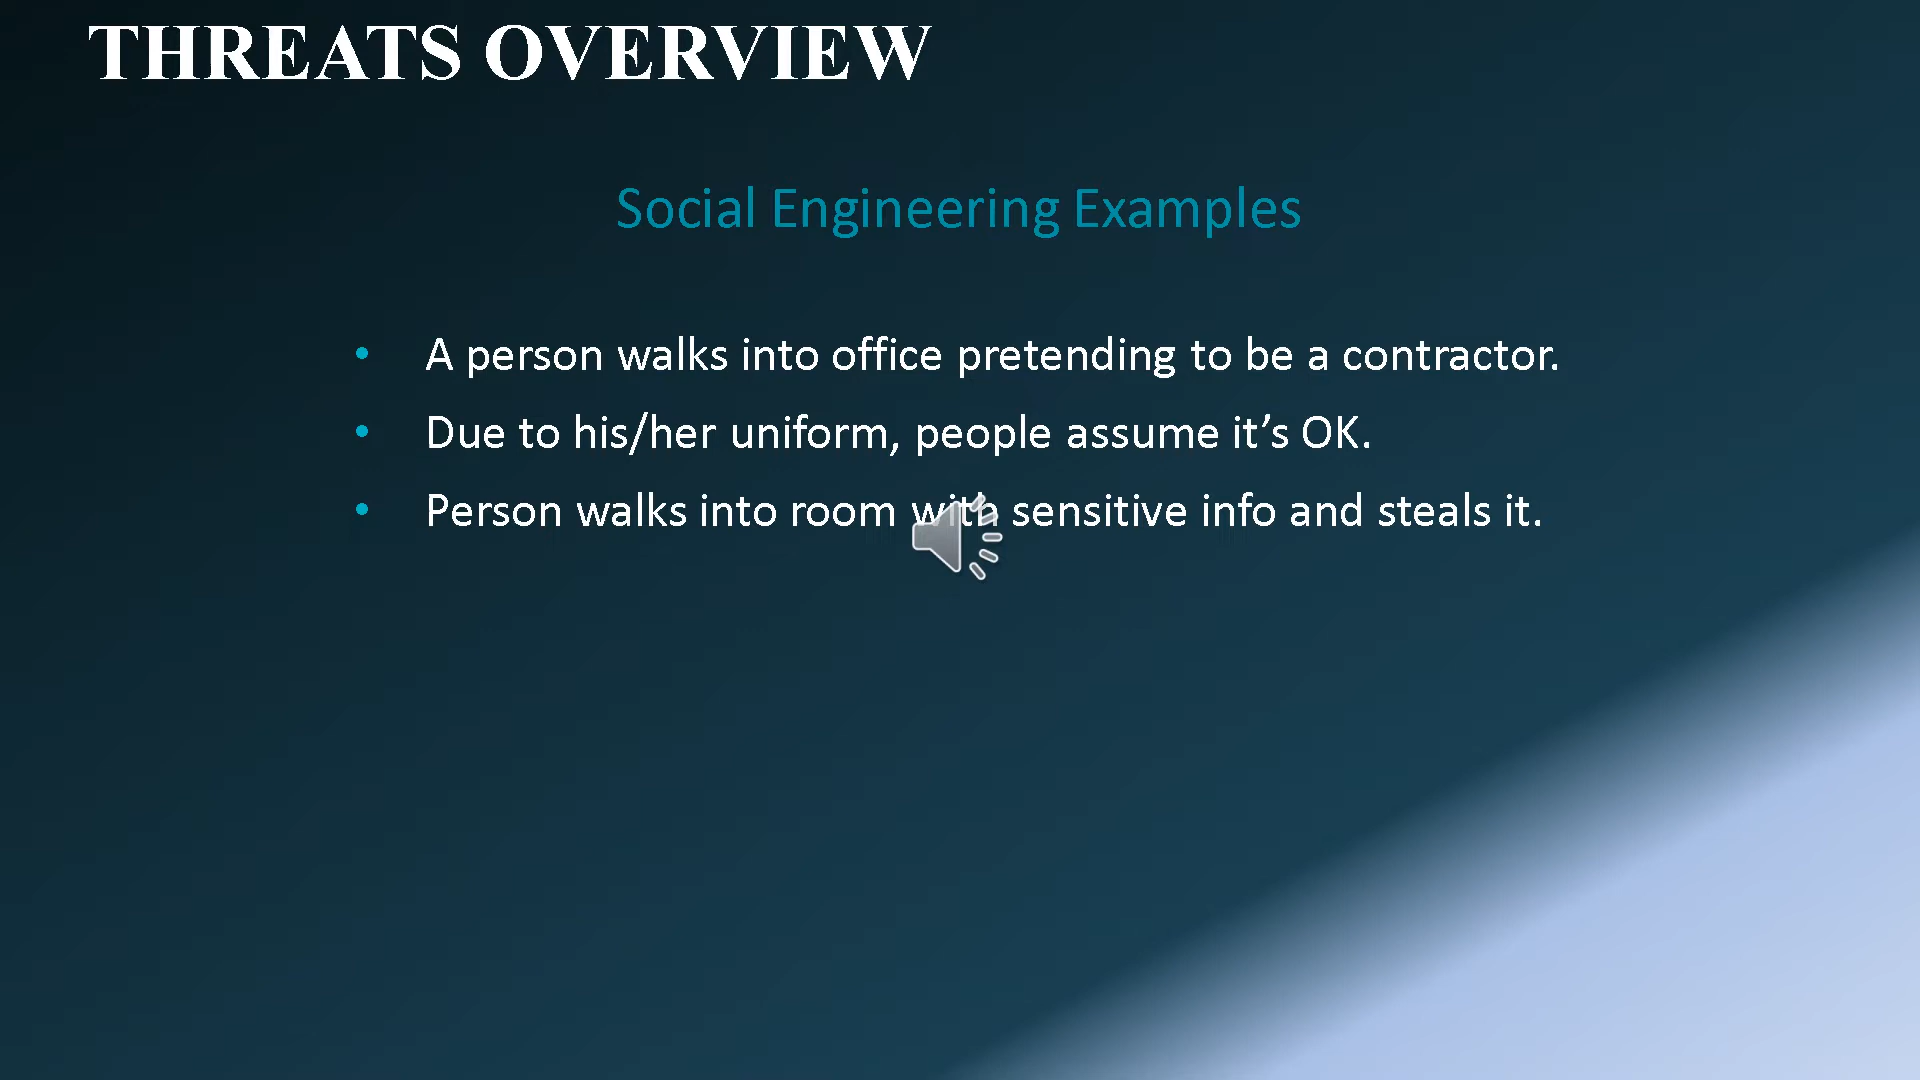 THREATS OVERVIEW
Social Engineering Examples
• A person walks into office pretending to be a contractor.
• Due to his/her uniform, people assume it’s OK.
• Person walks into room with sensitive info and steals it.